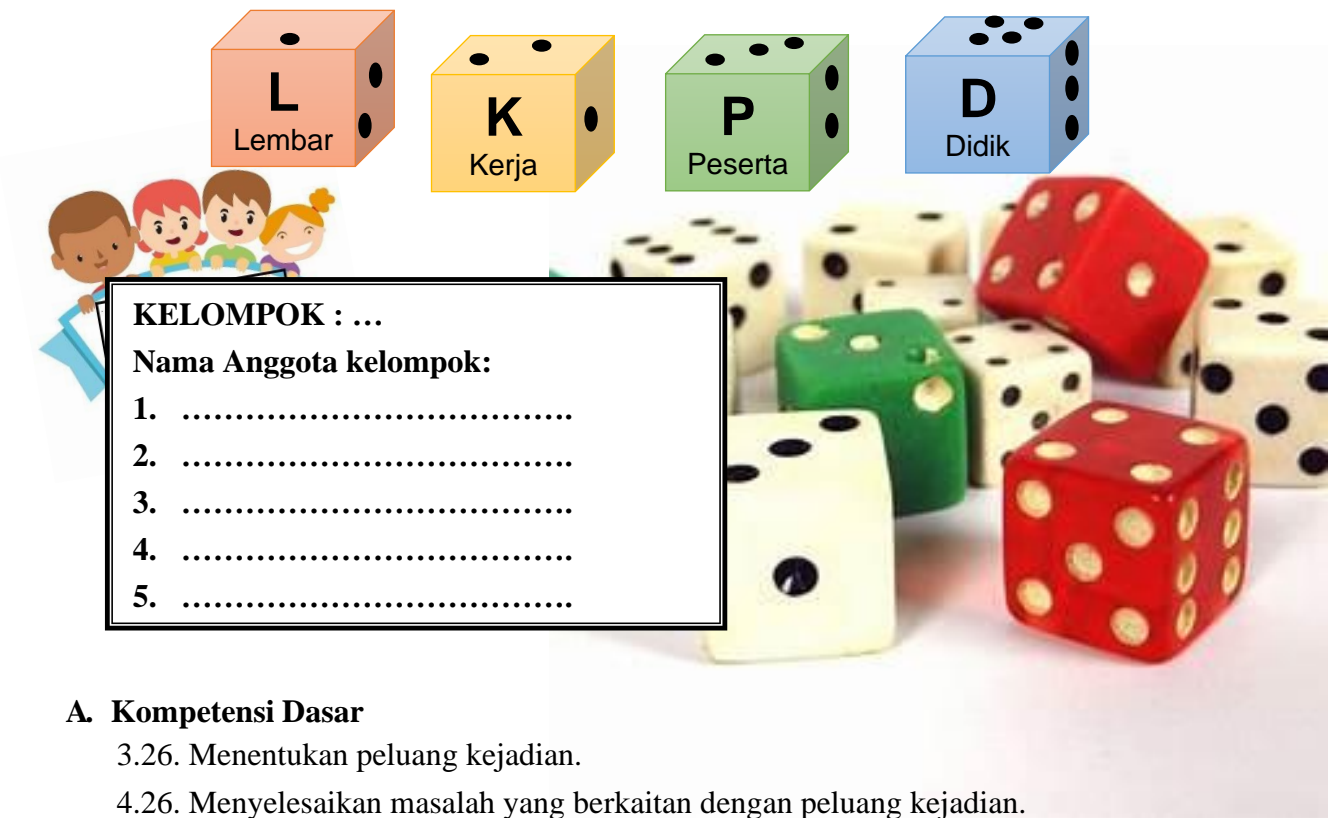 L
Lembar
K
Kerja
P
Peserta
D
Didik
KELOMPOK : …
Nama Anggota kelompok:
1. ……………………………….
2. ……………………………….
3. ……………………………….
4. ……………………………….
5. ……………………………….
A. Kompetensi Dasar
3.26. Menentukan peluang kejadian.
4.26. Menyelesaikan masalah yang berkaitan dengan peluang kejadian.